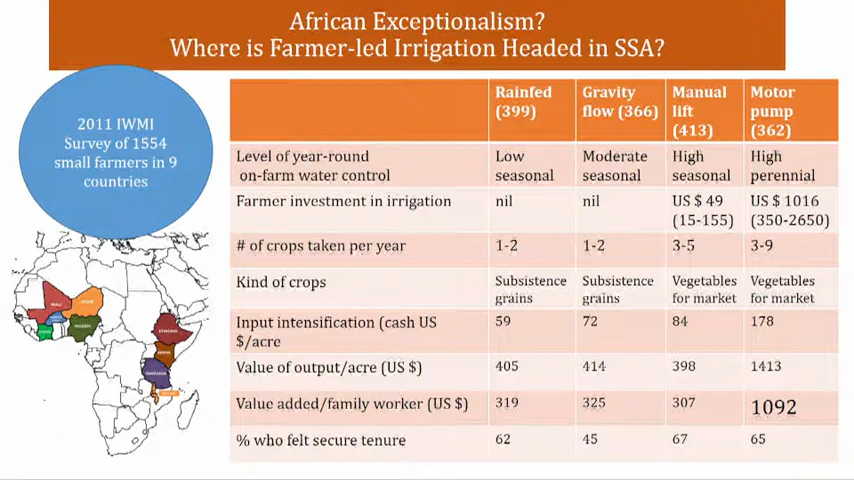 African Exceptionalism?
Where is Farmer-led Irrigation Headed in SSA?
2011 IWMI
Survey of 1554
small farmers in 9
countries
Rainfed (399) Gravity flow (366) Manual lift (413) Motor pump (362)
Level of year-round on-farm water control Low seasonal Moderate seasonal High seasonal High perennial
Farmer investment in irrigation nil nil US $ 49 (15-155) US $ 1016 (350-2650)
# of crops taken per year 1-2 1-2 3-5 3-9
Kind of crops Subsistence grains Subsistence grains Vegetables for market Vegetables for market
Input intensification (cash US $/acre 59 72 84 178
Value of output/acre (US $) 405 414 398 1413
Value added/family worker (US $) 319 325 307 1092
% who felt secure tenure 62 45 67 65
MALI
NIGERIA
ETHIOPIA
KENYA
TANZANIA